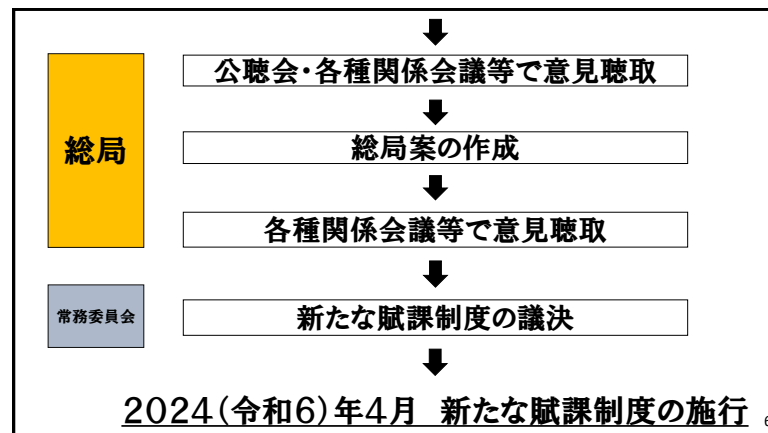 公聴会・各種関係会議等で意見聴取
総局
総局案の作成
各種関係会議等で意見聴取
常務委員会
新たな賦課制度の議決
2024(令和6)年4月 新たな賦課制度の施行